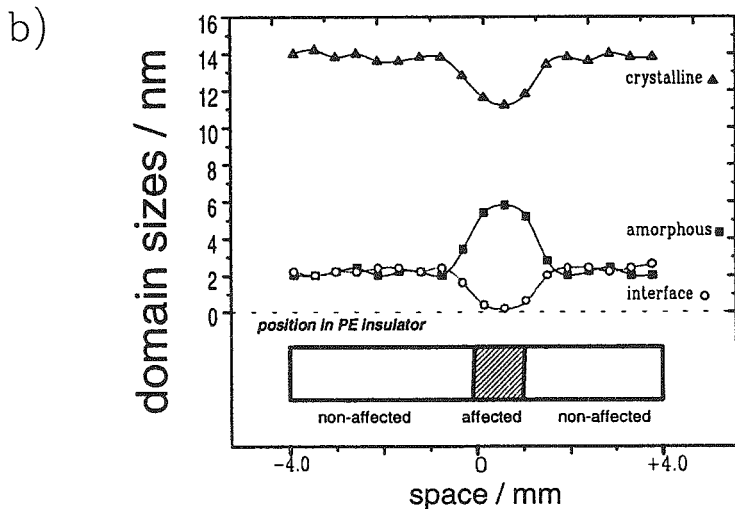 b)
domain sizes / nm
16
14
12
10
8
6
4
2
0
crystalline
amorphous
interface
position in PE insulator
non-affected affected non-affected
-4.0 0 +4.0
space / mm